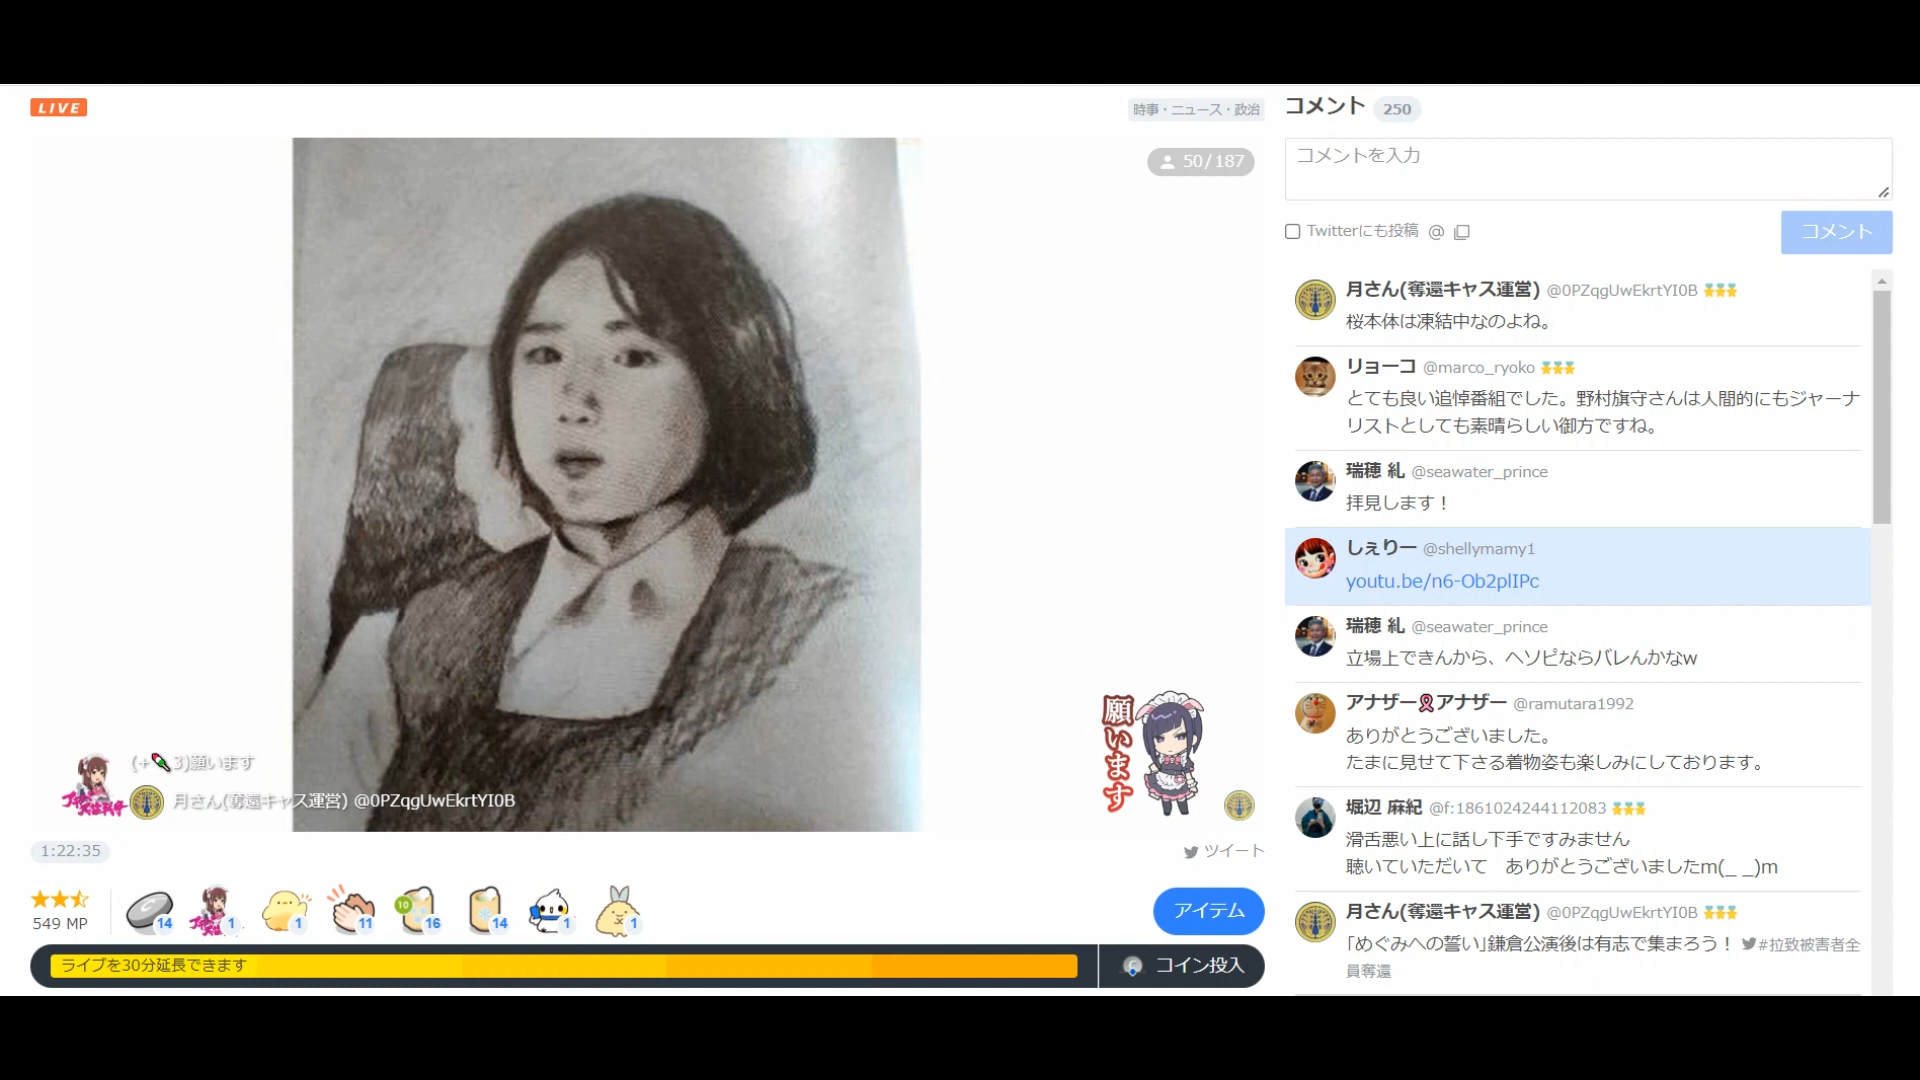 LIVE
時事・ニュース・政治
50/187
(+3)願います
月さん(奪還キャス運営) @0PZqgUwEkrtYI0B
願います
1:22:35
ツイート
549 MP
14
1
1
11
10
16
14
1
1
アイテム
ライブを30分延長できます
コイン投入
コメント 250
コメントを入力
Twitterにも投稿 @
コメント
月さん(奪還キャス運営) @0PZqgUwEkrtYI0B
桜本体は凍結中なのよね。
リョーコ @marco_ryoko
とても良い追悼番組でした。野村旗守さんは人間的にもジャーナ
リストとしても素晴らしい御方ですね。
瑞穂 糺 @seawater_prince
拝見します！
しぇりー @shellymamy1
youtu.be/n6-Ob2plIPc
瑞穂 糺 @seawater_prince
立場上できんから、ヘソピならバレんかなw
アナザー🎗アナザー @ramutara1992
ありがとうございました。
たまに見せて下さる着物姿も楽しみにしております。
堀辺 麻紀 @f:1861024244112083
滑舌悪い上に話し下手ですみません
聴いていただいて　ありがとうございましたm(_ _)m
月さん(奪還キャス運営) @0PZqgUwEkrtYI0B
「めぐみへの誓い」鎌倉公演後は有志で集まろう！ #拉致被害者全
員奪還